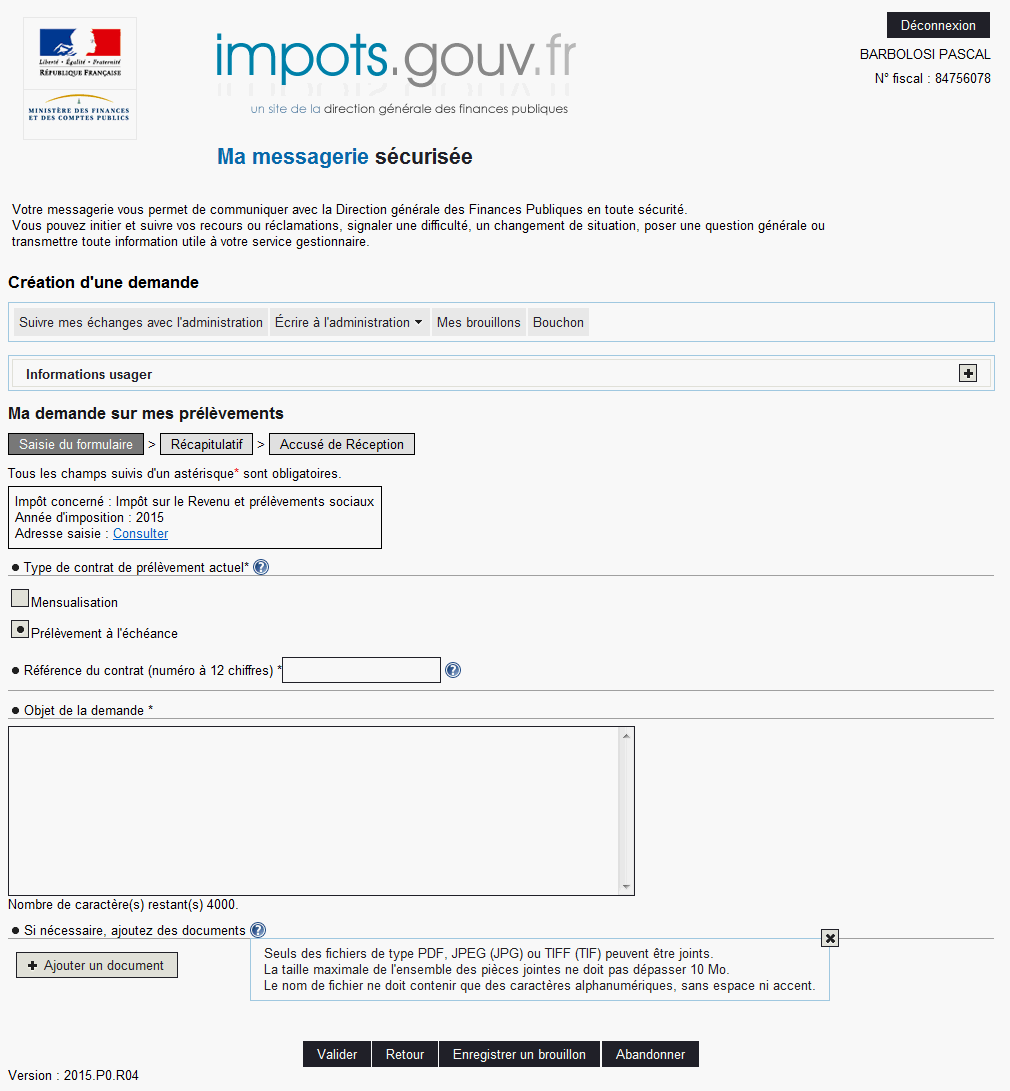 Liberté • Égalité • Fraternité
RÉPUBLIQUE FRANÇAISE
MINISTÈRE DES FINANCES
ET DES COMPTES PUBLICS
impots.gouv.fr
un site de la direction générale des finances publiques
Déconnexion
BARBOLOSI PASCAL
N° fiscal : 84756078
Ma messagerie sécurisée
Votre messagerie vous permet de communiquer avec la Direction générale des Finances Publiques en toute sécurité.
Vous pouvez initier et suivre vos recours ou réclamations, signaler une difficulté, un changement de situation, poser une question générale ou
transmettre toute information utile à votre service gestionnaire.
Création d'une demande
Suivre mes échanges avec l'administration Écrire à l'administration Mes brouillons Bouchon
Informations usager
Ma demande sur mes prélèvements
Saisie du formulaire > Récapitulatif > Accusé de Réception
Tous les champs suivis d'un astérisque* sont obligatoires.
Impôt concerné : Impôt sur le Revenu et prélèvements sociaux
Année d'imposition : 2015
Adresse saisie : Consulter
● Type de contrat de prélèvement actuel* ?
Mensualisation
Prélèvement à l'échéance
● Référence du contrat (numéro à 12 chiffres) * ?
● Objet de la demande *
Nombre de caractère(s) restant(s) 4000.
● Si nécessaire, ajoutez des documents ?
+ Ajouter un document
Seuls des fichiers de type PDF, JPEG (JPG) ou TIFF (TIF) peuvent être joints.
La taille maximale de l'ensemble des pièces jointes ne doit pas dépasser 10 Mo.
Le nom de fichier ne doit contenir que des caractères alphanumériques, sans espace ni accent.
Valider Retour Enregistrer un brouillon Abandonner
Version : 2015.P0.R04